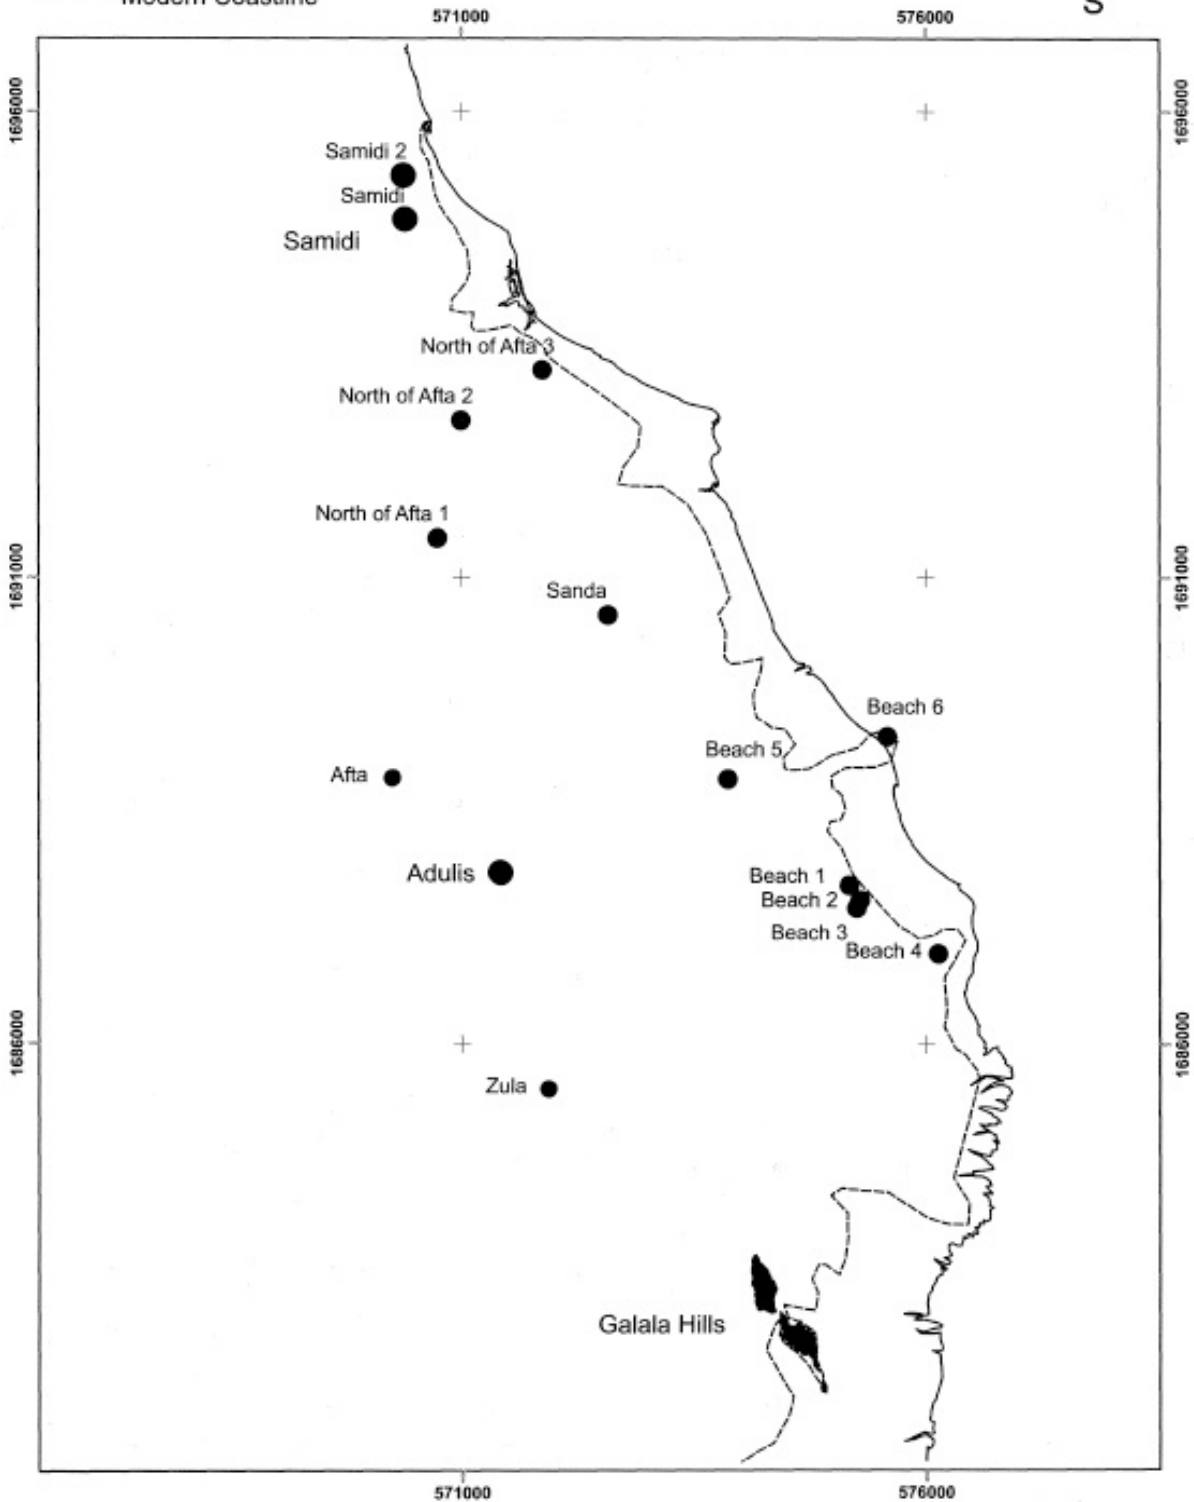 Modern Coastline
S
571000
576000
1696000
1696000
Samidi 2
Samidi
Samidi
North of Afta 3
North of Afta 2
North of Afta 1
1691000
1691000
Sanda
Beach 6
Beach 5
Afta
Adulis
Beach 1
Beach 2
Beach 3
Beach 4
1686000
1686000
Zula
Galala Hills
571000
576000